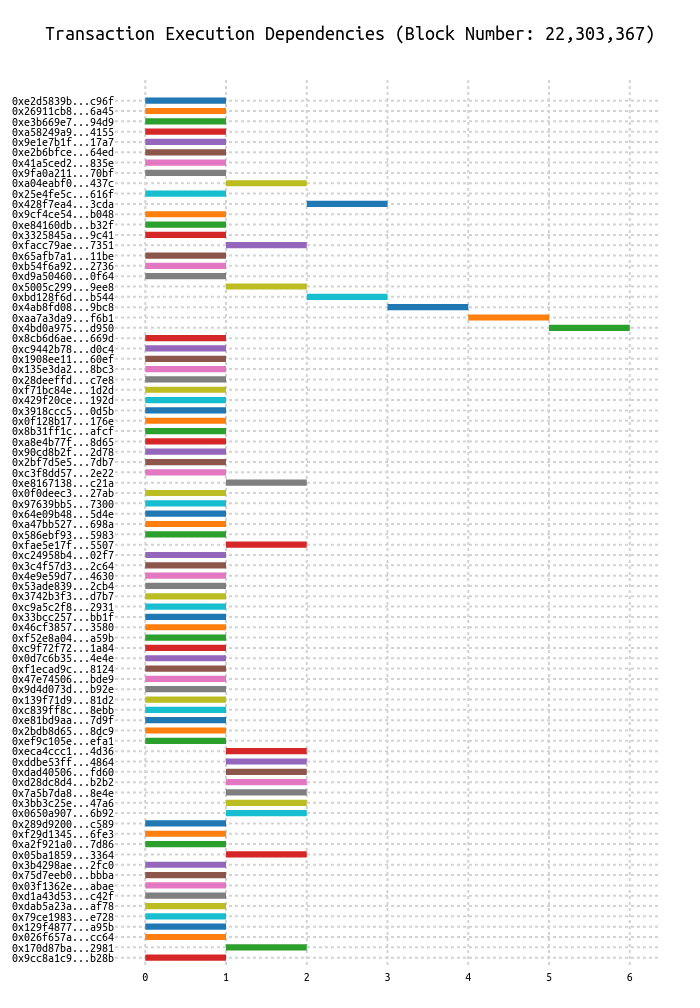 Transaction Execution Dependencies (Block Number: 22,303,367)
0xe2d5839b...c96f
0x26911cb8...6a45
0xe3b669e7...94d9
0xa58249a9...4155
0x9e1e7b1f...17a7
0xe2b6bfce...64ed
0x41a5ced2...835e
0x9fa0a211...70bf
0xa04eabf0...437c
0x25e4fe5c...616f
0x428f7ea4...3cda
0x9cf4ce54...b048
0xe84160db...b32f
0x3325845a...9c41
0xfacc79ae...7351
0x65afb7a1...11be
0xb54f6a92...2736
0xd9a50460...0f64
0x5005c299...9ee8
0xbd128f6d...b544
0x4ab8fd08...9bc8
0xaa7a3da9...f6b1
0x4bd0a975...d950
0x8cb6d6ae...669d
0xc9442b78...d0c4
0x1908ee11...60ef
0x135e3da2...8bc3
0x28deeffd...c7e8
0xf71bc84e...1d2d
0x429f20ce...192d
0x3918ccc5...0d5b
0x0f128b17...176e
0x8b31ff1c...afcf
0xa8e4b77f...8d65
0x90cd8b2f...2d78
0x2bf7d5e5...7db7
0xc3f8dd57...2e22
0xe8167138...c21a
0x0f0deec3...27ab
0x97639bb5...7300
0x64e09b48...5d4e
0xa47bb527...698a
0x586ebf93...5983
0xfae5e17f...5507
0xc24958b4...02f7
0x3c4f57d3...2c64
0x4e9e59d7...4630
0x53ade839...2cb4
0x3742b3f3...d7b7
0xc9a5c2f8...2931
0x33bcc257...bb1f
0x46cf3857...3580
0xf52e8a04...a59b
0xc9f72f72...1a84
0x0d7c6b35...4e4e
0xf1ecad9c...8124
0x47e74506...bde9
0x9d4d073d...b92e
0x139f71d9...81d2
0xc839ff8c...8ebb
0xe81bd9aa...7d9f
0x2bdb8d65...8dc9
0xef9c105e...efa1
0xeca4ccc1...4d36
0xddbe53ff...4864
0xdad40506...fd60
0xd28dc8d4...b2b2
0x7a5b7da8...8e4e
0x3bb3c25e...47a6
0x0650a907...6b92
0x289d9200...c589
0xf29d1345...6fe3
0xa2f921a0...7d86
0x05ba1859...3364
0x3b4298ae...2fc0
0x75d7eeb0...bbba
0x03f1362e...abae
0xd1a43d53...c42f
0xdab5a23a...af78
0x79ce1983...e728
0x129f4877...a95b
0x026f657a...cc64
0x170d87ba...2981
0x9cc8a1c9...b28b
0 1 2 3 4 5 6